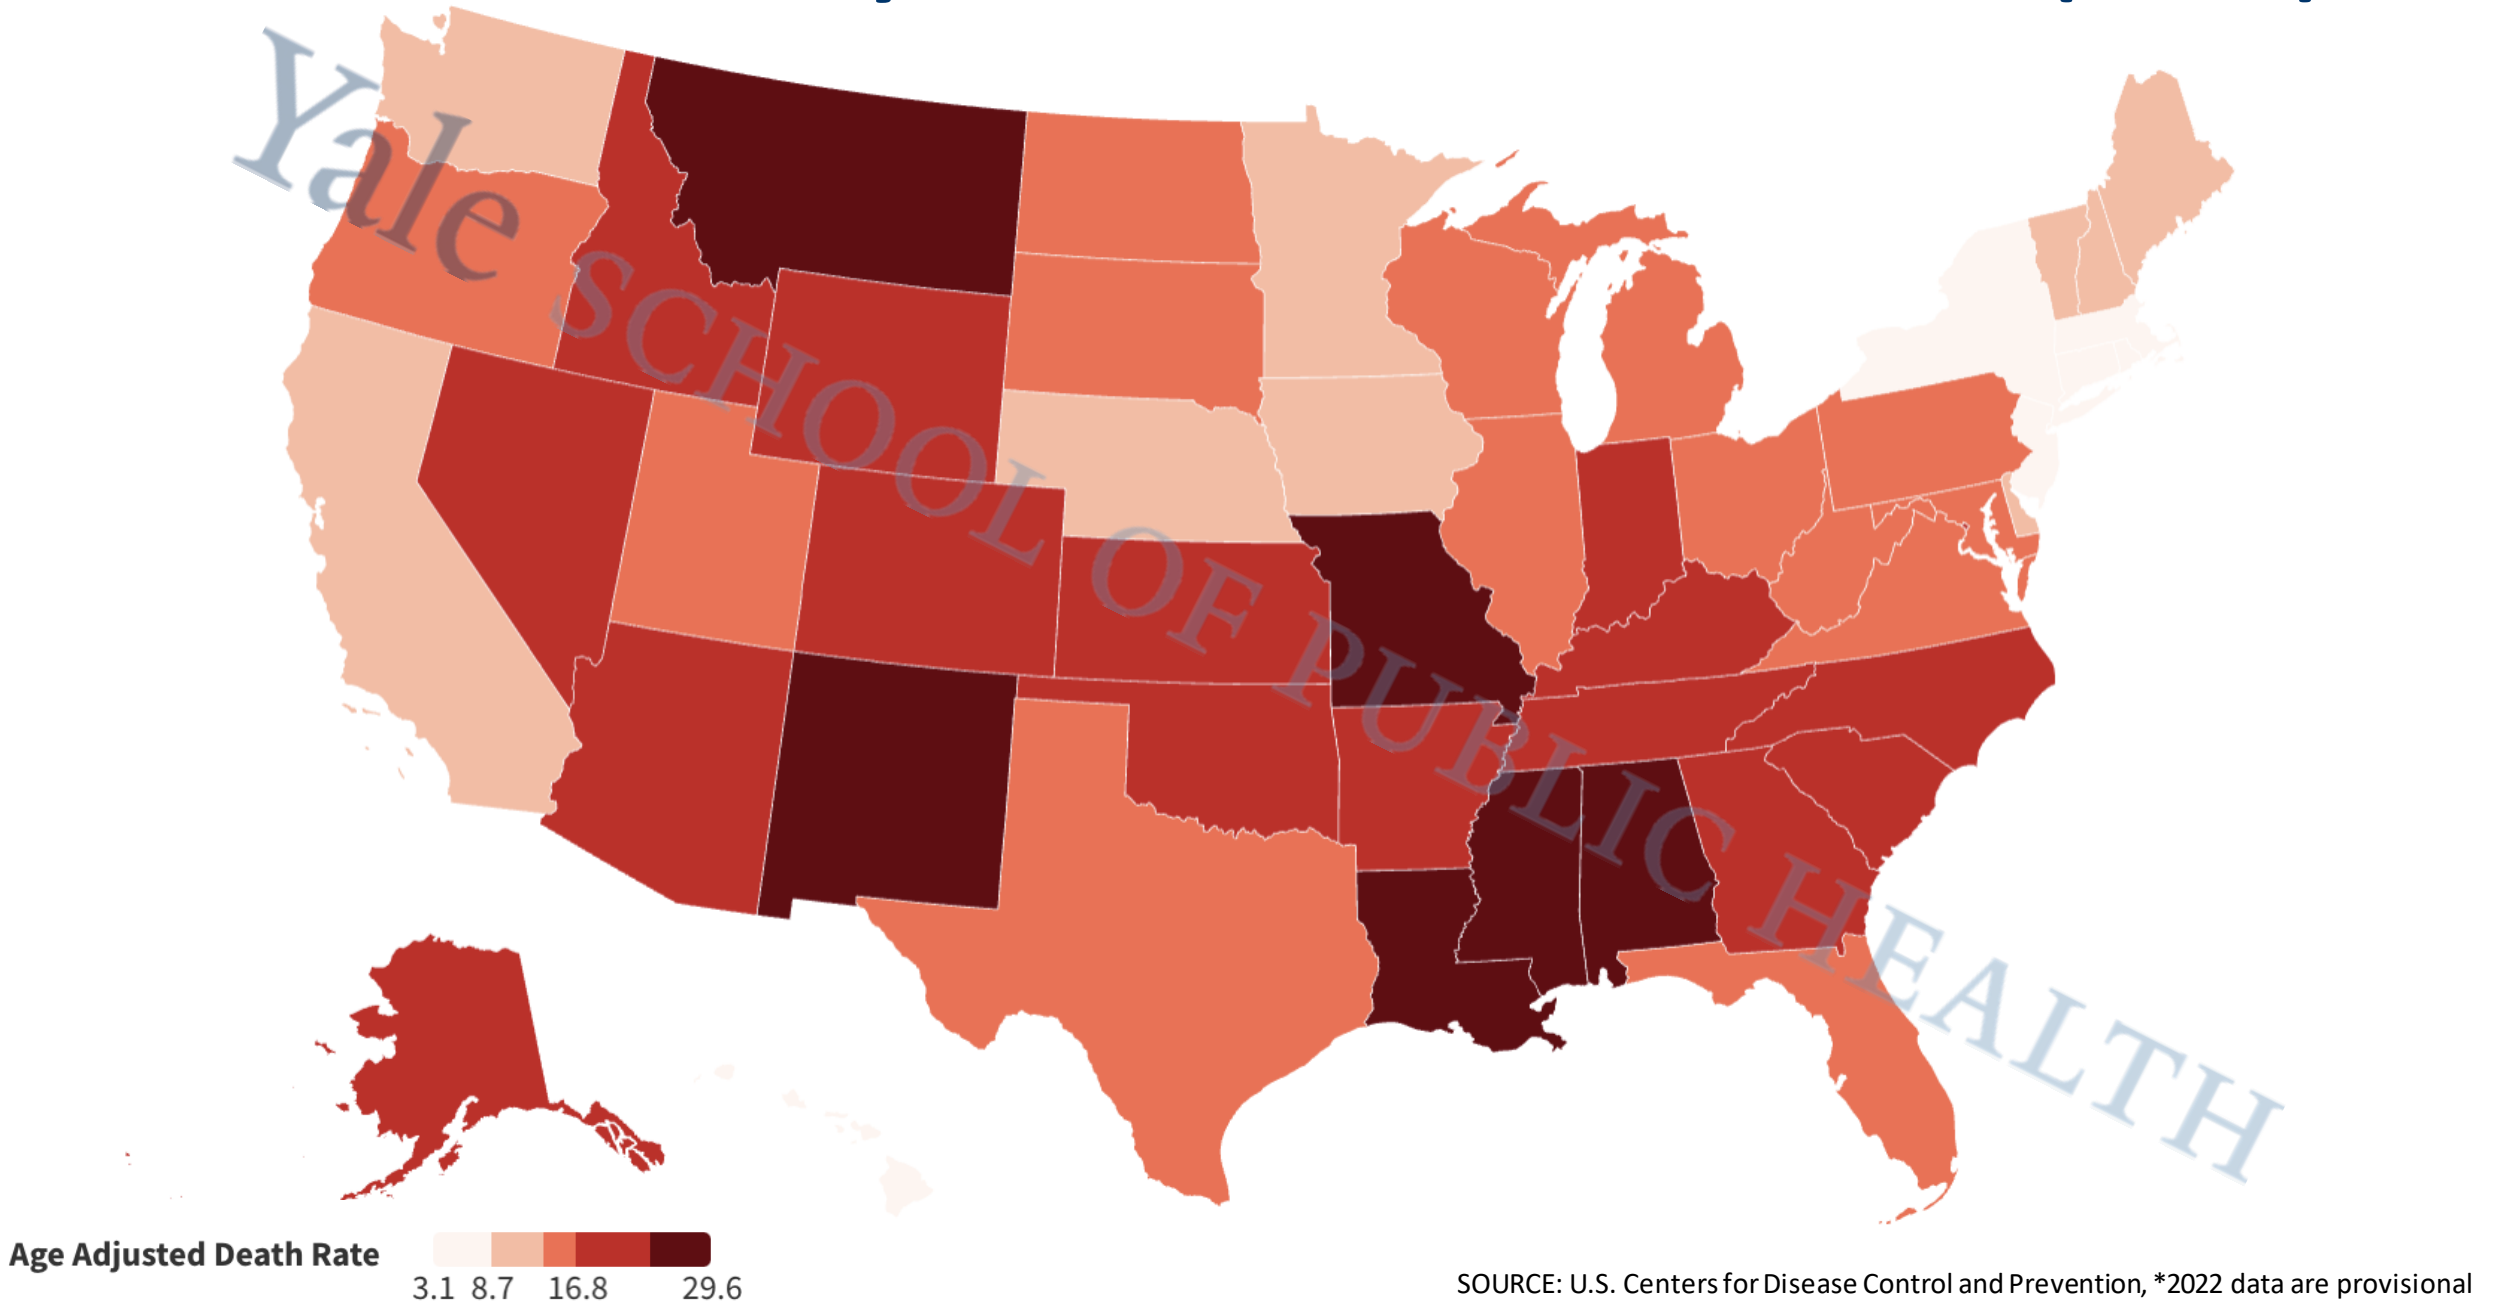 Yale
SCHOOL OF PUBLIC HEALTH
Age Adjusted Death Rate
3.1 8.7 16.8 29.6
SOURCE: U.S. Centers for Disease Control and Prevention, *2022 data are provisional